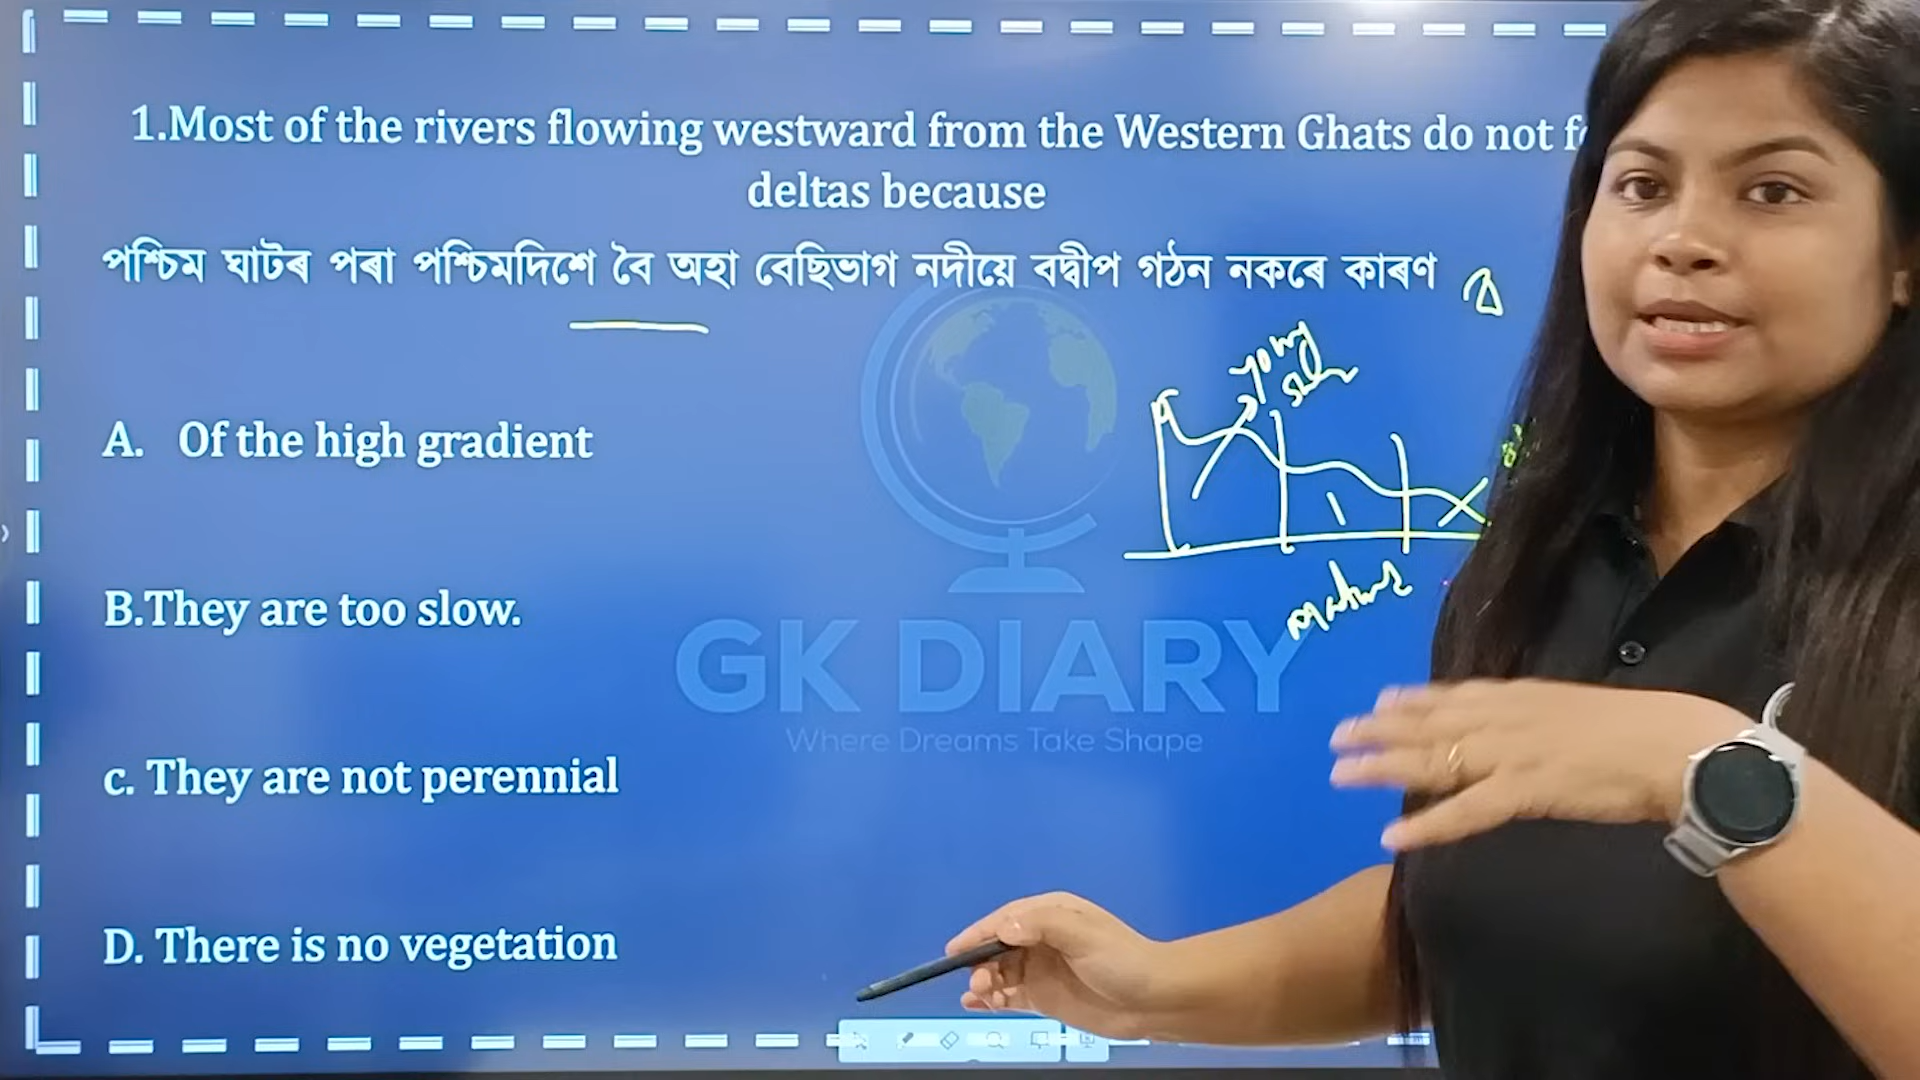 1.Most of the rivers flowing westward from the Western Ghats do not
deltas because
পশ্চিম ঘাটৰ পৰা পশ্চিমদিশে বৈ অহা বেছিভাগ নদীয়ে বদ্বীপ গঠন নকৰে কাৰণ
young
A. Of the high gradient
mature
B.They are too slow.
GK DIARY
Where Dreams Take Shape
c. They are not perennial
D. There is no vegetation